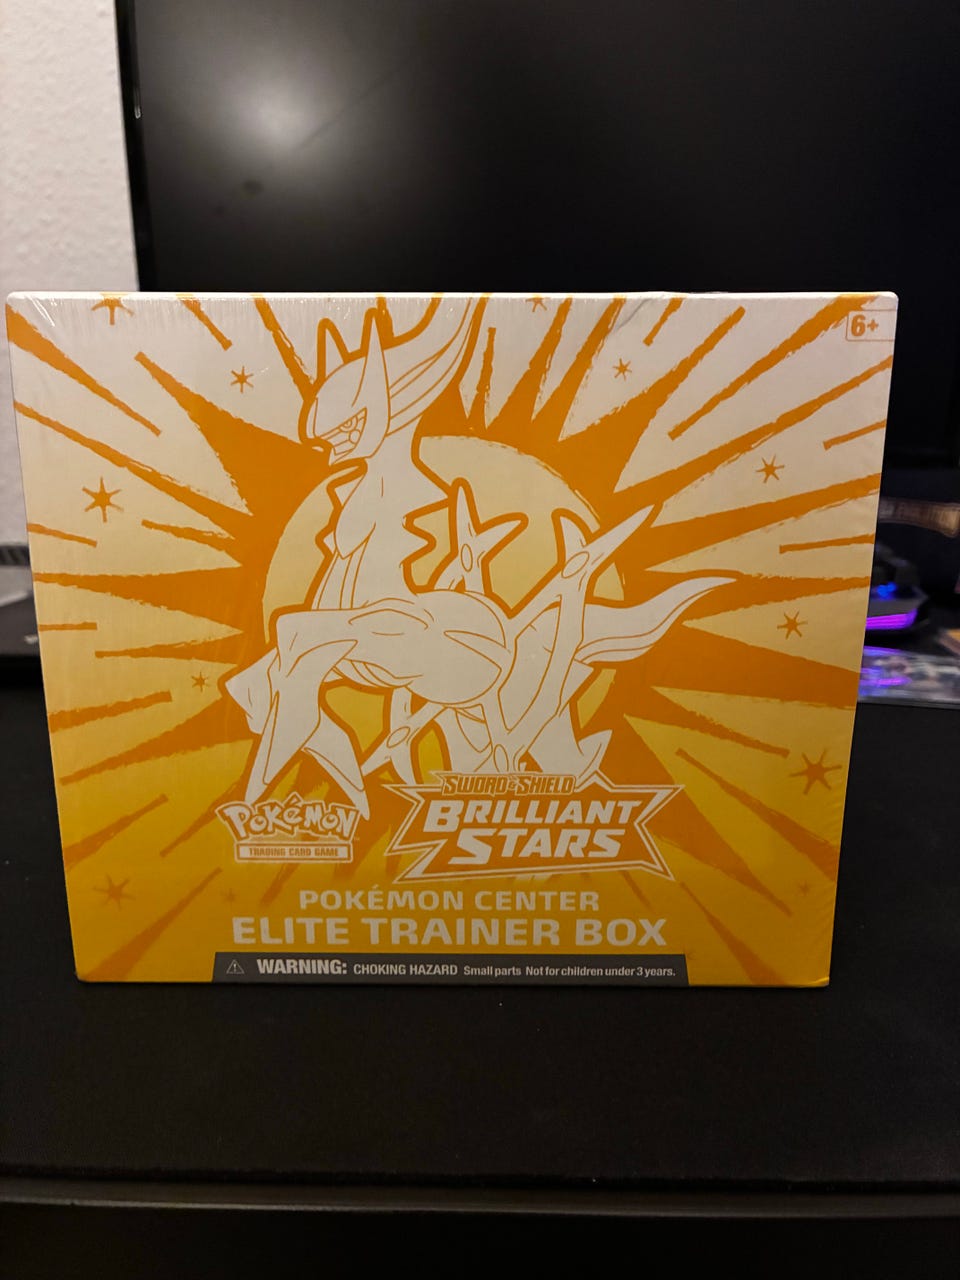 6+
SWORD & SHIELD
BRILLIANT
STARS
Pokémon
TRADING CARD GAME
POKÉMON CENTER
ELITE TRAINER BOX
WARNING: CHOKING HAZARD Small parts Not for children under 3 years.